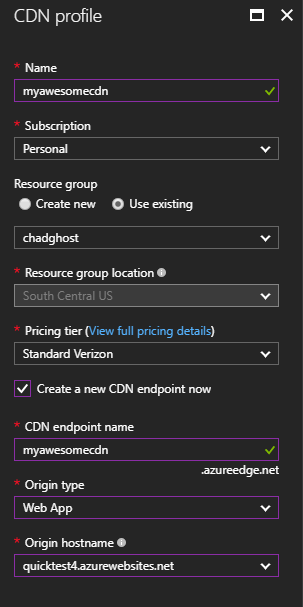 CDN profile
* Name
myawesomecdn
* Subscription
Personal
Resource group
Create new Use existing
chadghost
* Resource group location
South Central US
* Pricing tier (View full pricing details)
Standard Verizon
Create a new CDN endpoint now
* CDN endpoint name
myawesomecdn
.azureedge.net
* Origin type
Web App
* Origin hostname
quicktest4.azurewebsites.net